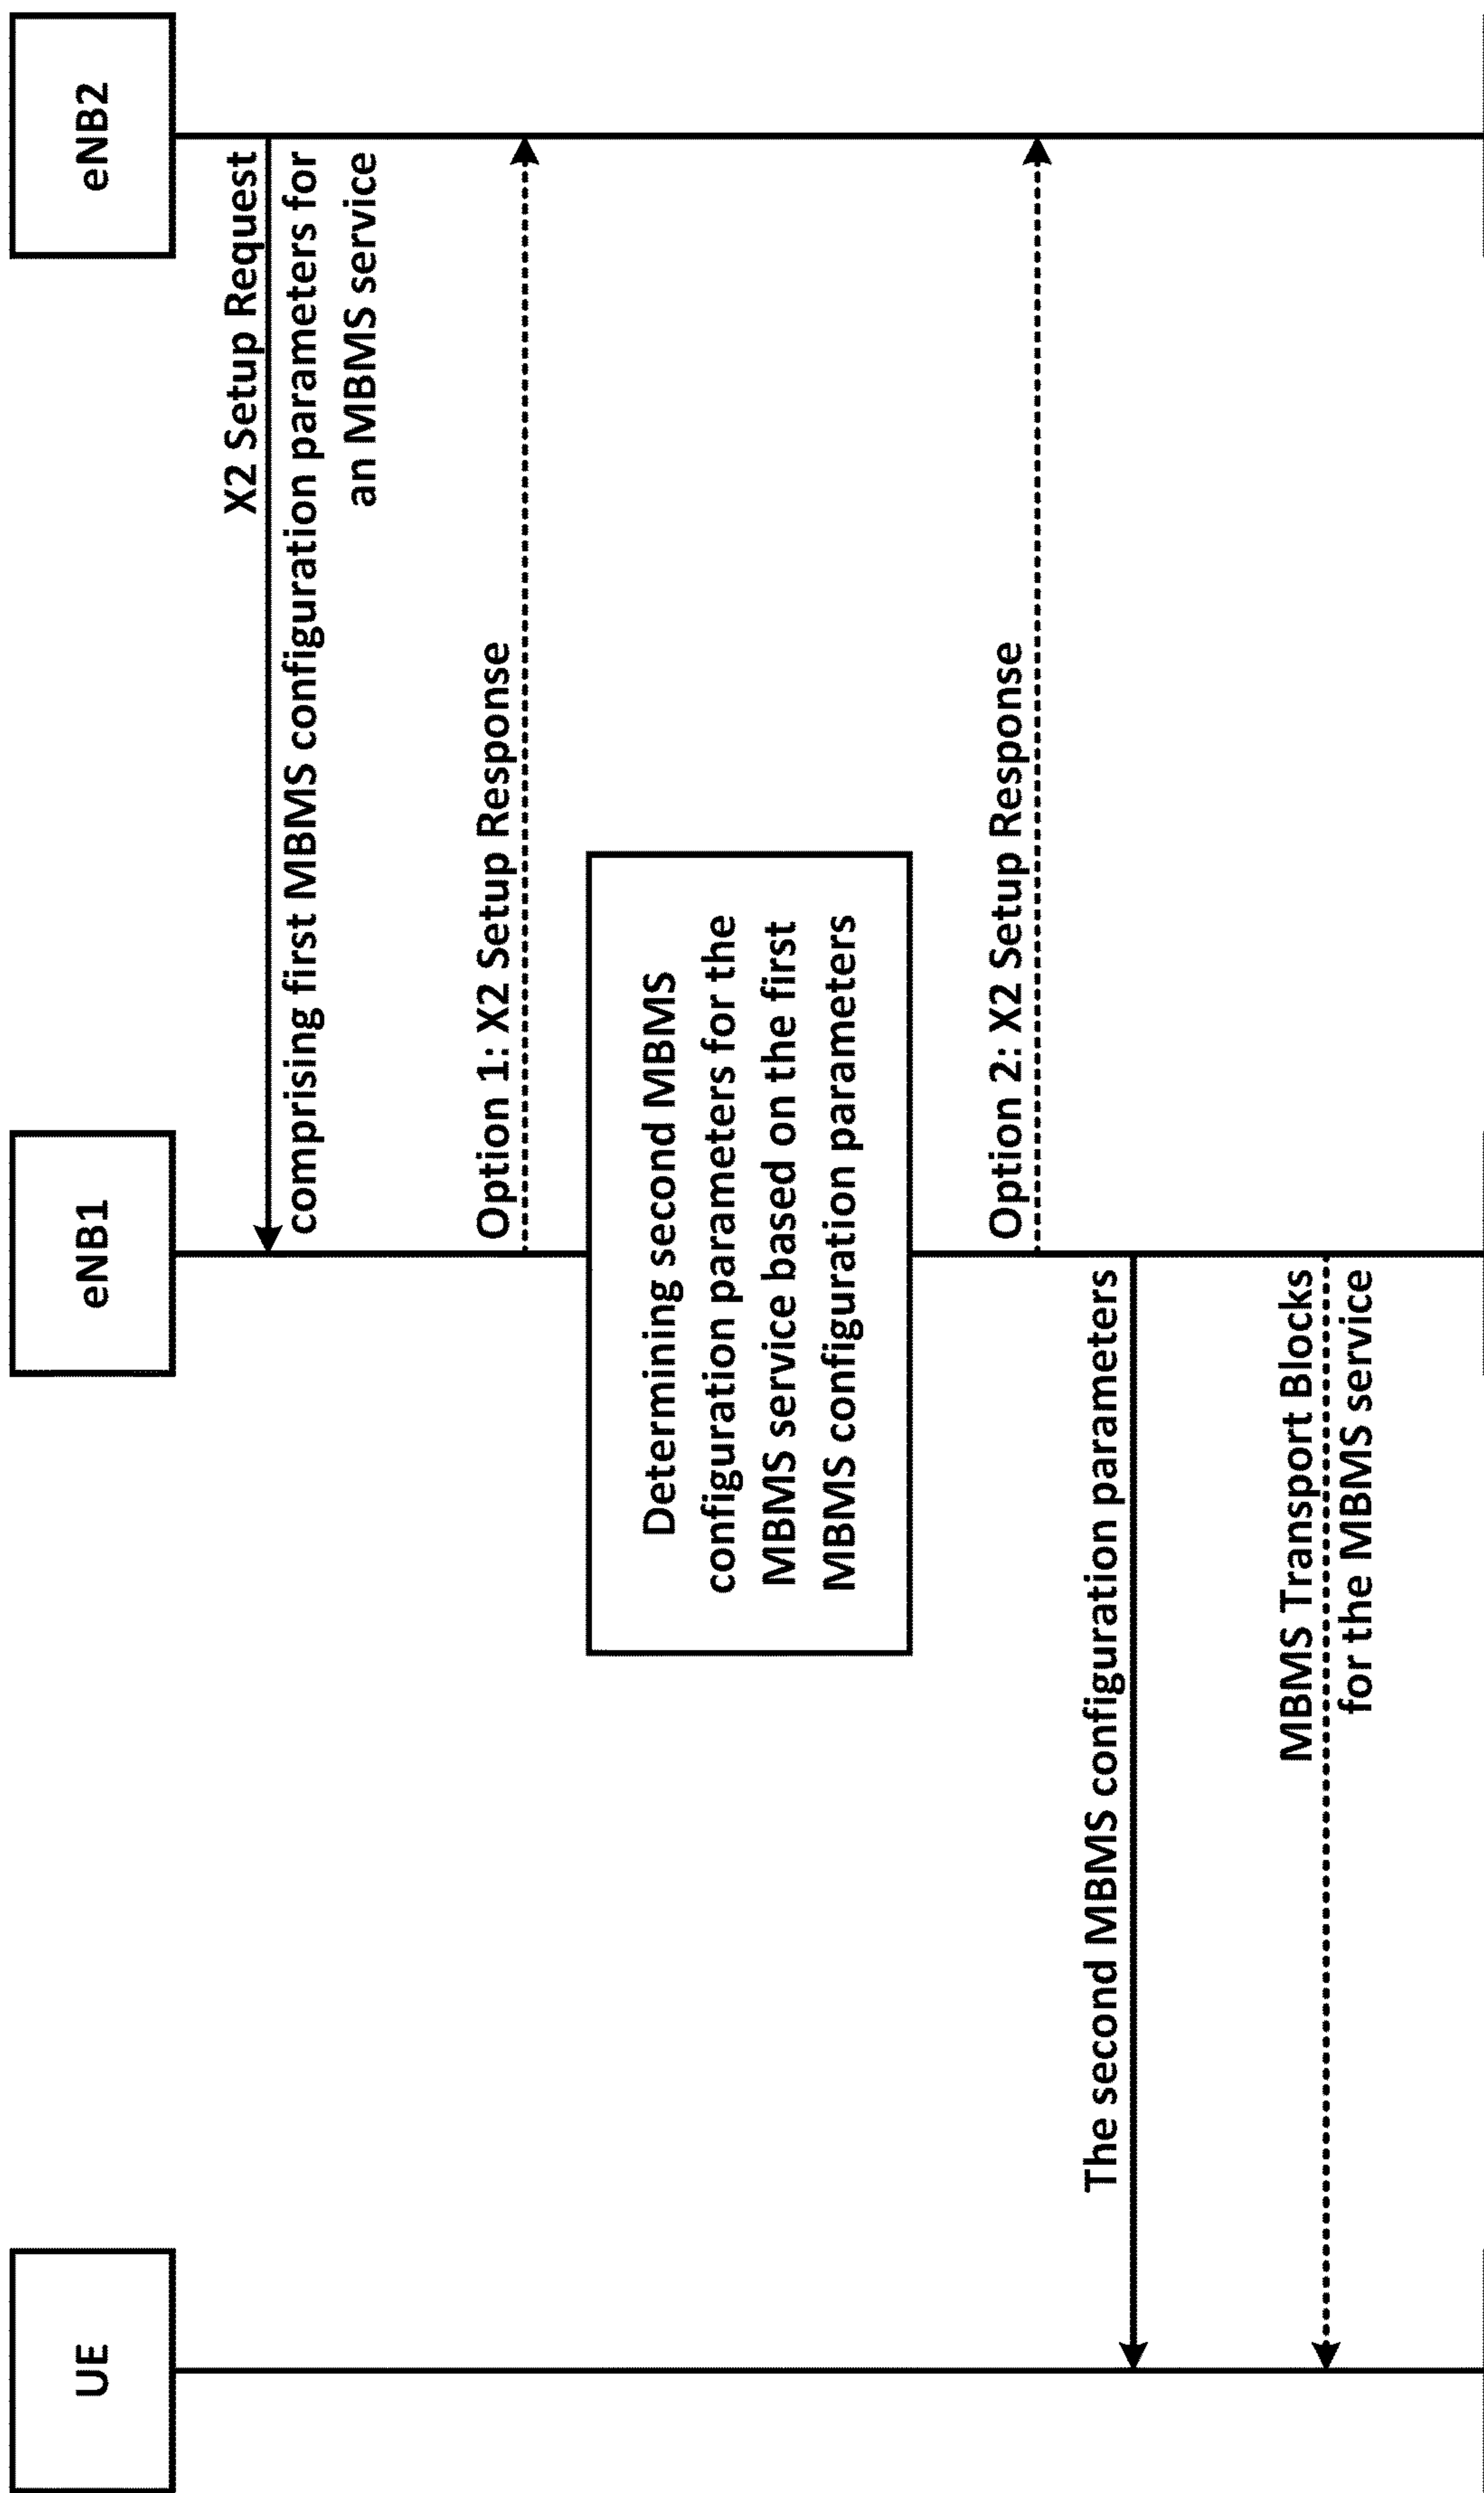 UE
eNB1
eNB2
X2 Setup Request
comprising first MBMS configuration parameters for
an MBMS service
Option 1: X2 Setup Response
Determining second MBMS
configuration parameters for the
MBMS service based on the first
MBMS configuration parameters
Option 2: X2 Setup Response
The second MBMS configuration parameters
MBMS Transport Blocks
for the MBMS service